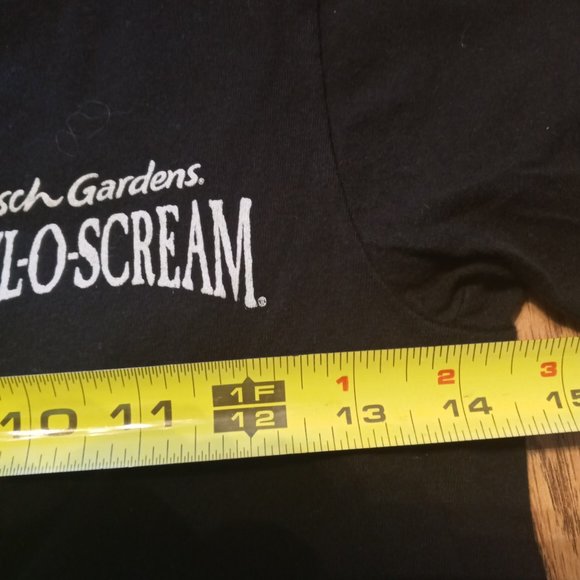 sch Gardens®
L-O-SCREAM®
1F 1 2 3
10 11 12 13 14 15